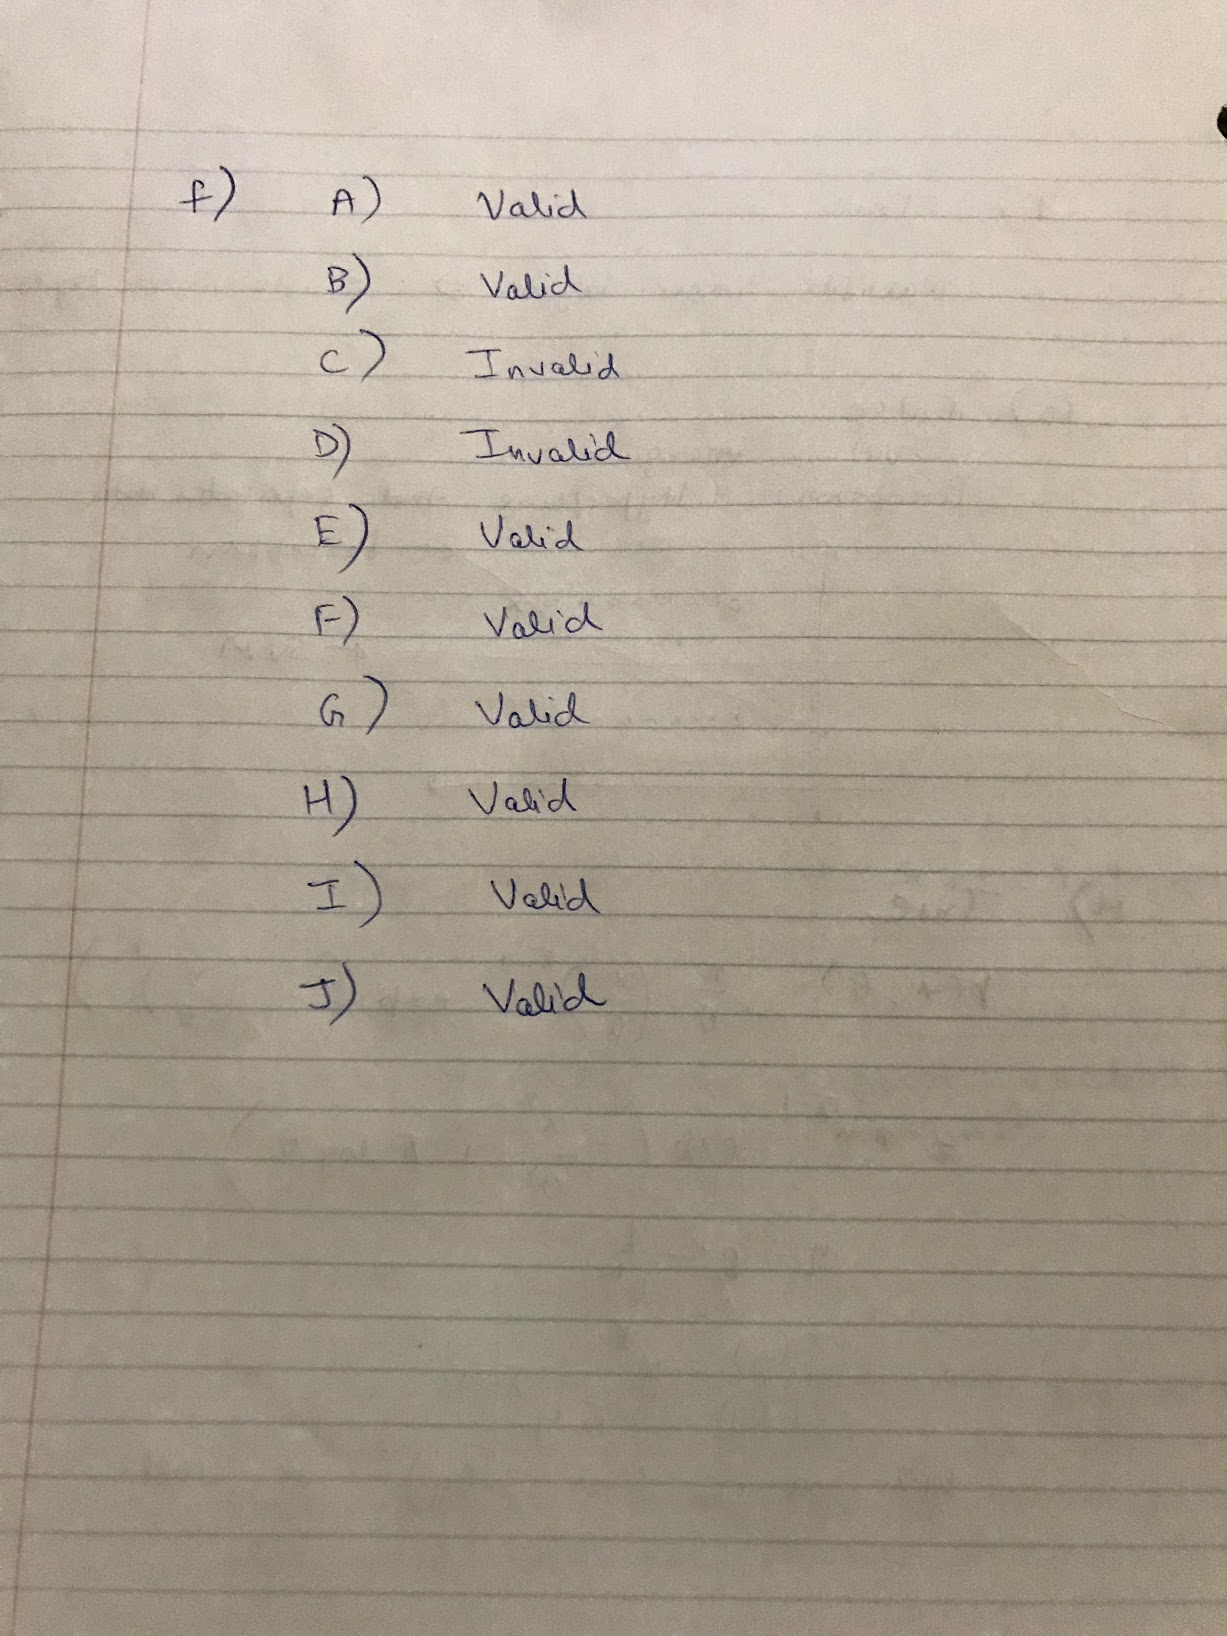 f) A) Valid
B) Valid
C) Invalid
D) Invalid
E) Valid
F) Valid
G) Valid
H) Valid
I) Valid
J) Valid